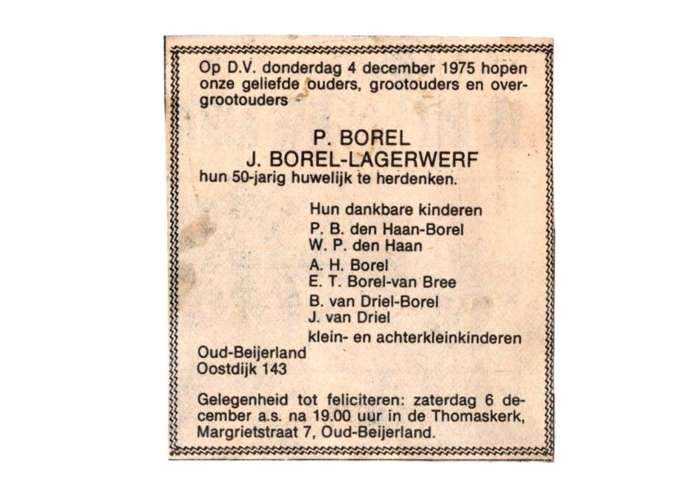 Op D.V. donderdag 4 december 1975 hopen
onze geliefde ouders, grootouders en over-
grootouders
P. BOREL
J. BOREL-LAGERWERF
hun 50-jarig huwelijk te herdenken.
Hun dankbare kinderen
P. B. den Haan-Borel
W. P. den Haan
A. H. Borel
E. T. Borel-van Bree
B. van Driel-Borel
J. van Driel
klein- en achterkleinkinderen
Oud-Beijerland
Oostdijk 143
Gelegenheid tot feliciteren: zaterdag 6 de-
cember a.s. na 19.00 uur in de Thomaskerk,
Margrietstraat 7, Oud-Beijerland.